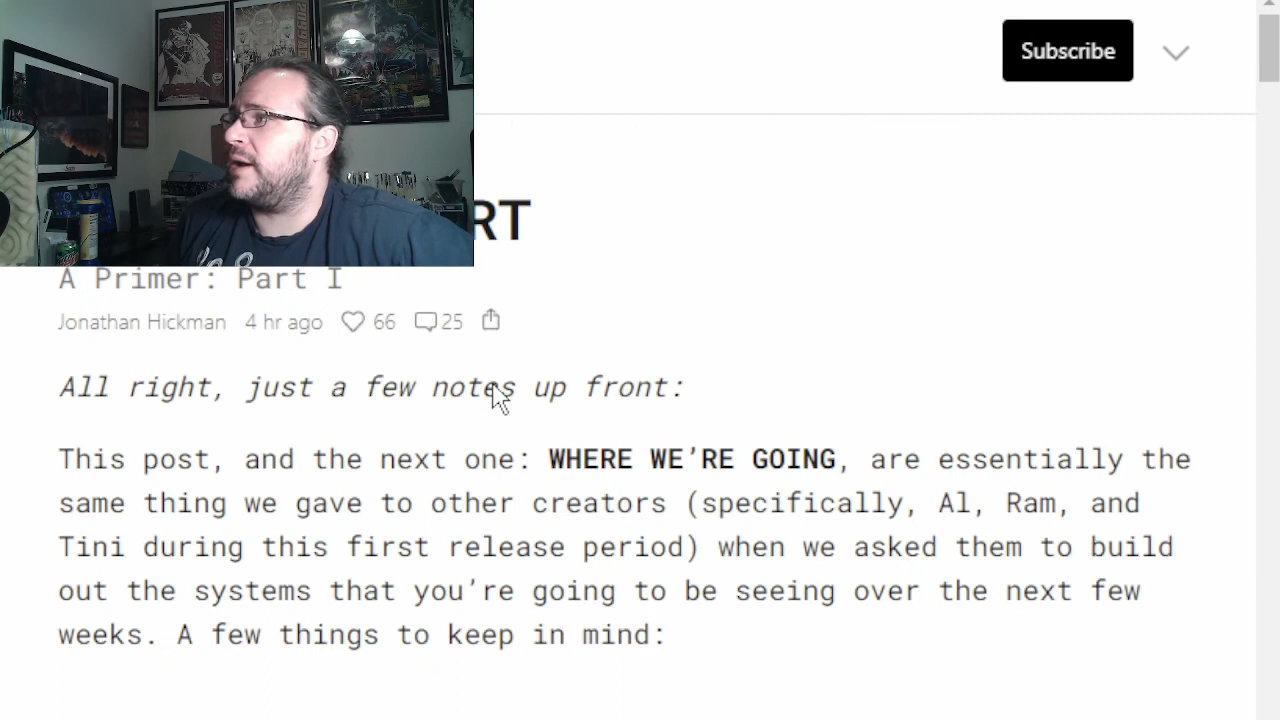 Subscribe
RT
A Primer: Part I
Jonathan Hickman 4 hr ago 66 25
All right, just a few notes up front:
This post, and the next one: WHERE WE’RE GOING, are essentially the
same thing we gave to other creators (specifically, Al, Ram, and
Tini during this first release period) when we asked them to build
out the systems that you’re going to be seeing over the next few
weeks. A few things to keep in mind: